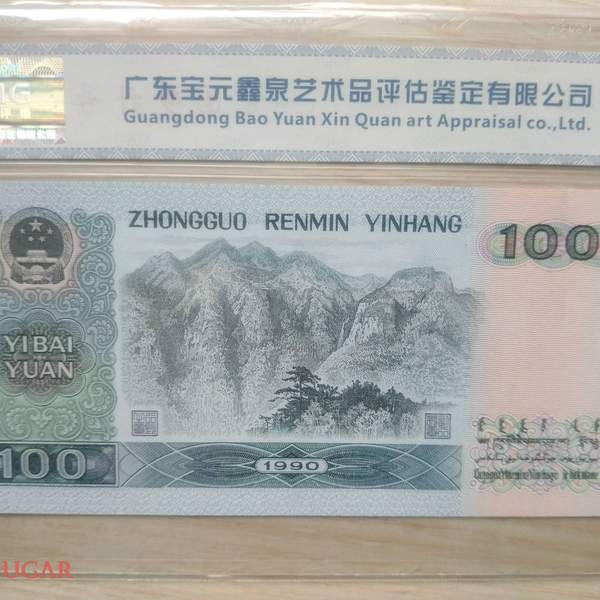 广东宝元鑫泉艺术品评估鉴定有限公司
Guangdong Bao Yuan Xin Quan art Appraisal co.,Ltd.
ZHONGGUO RENMIN YINHANG
100
YIBAI
YUAN
100
1990
UGAR